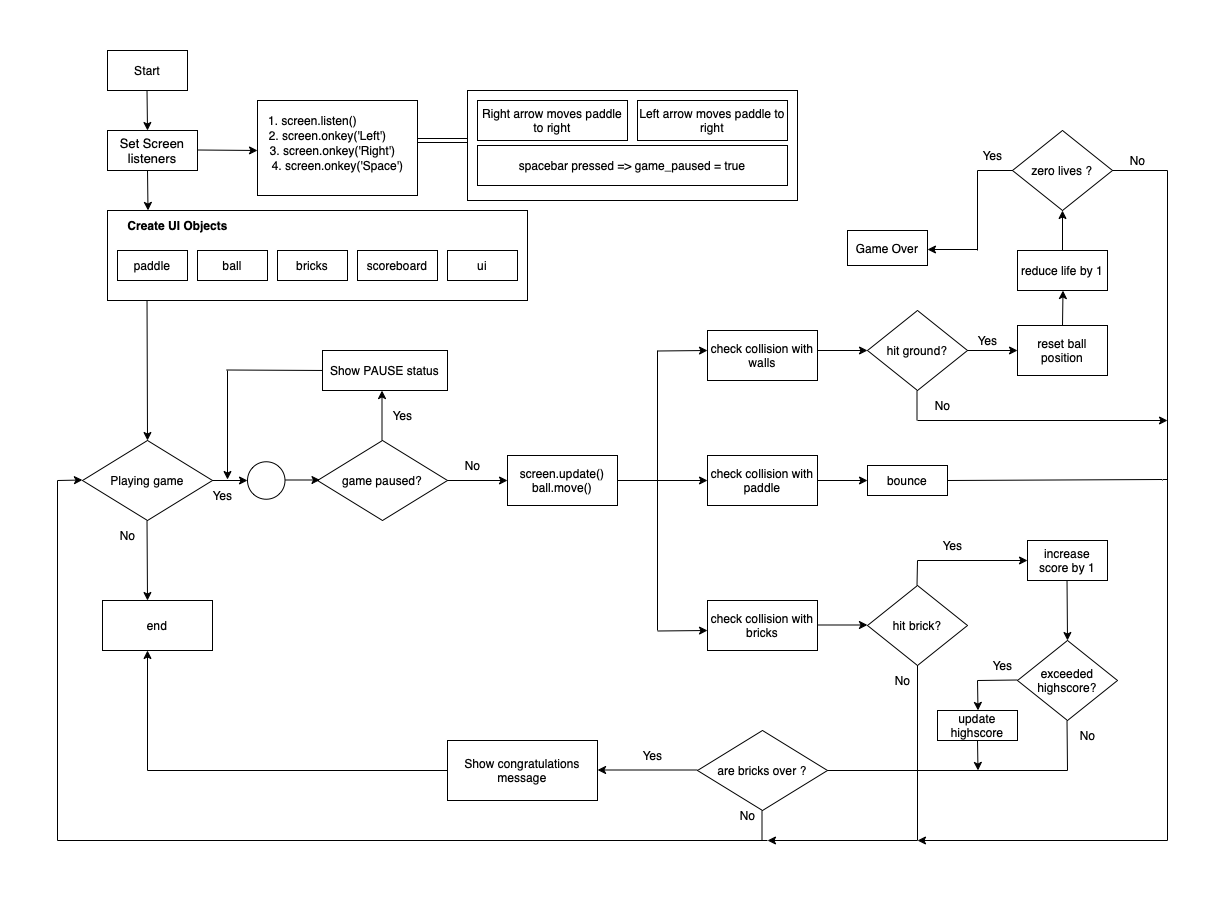 Start
Set Screen
listeners
1. screen.listen()
2. screen.onkey('Left')
3. screen.onkey('Right')
4. screen.onkey('Space')
Right arrow moves paddle
to right
Left arrow moves paddle to
right
spacebar pressed => game_paused = true
Create UI Objects
paddle
ball
bricks
scoreboard
ui
Yes
zero lives ?
No
Game Over
reduce life by 1
check collision with
walls
hit ground?
Yes
reset ball
position
No
Show PAUSE status
Yes
Playing game
Yes
game paused?
No
screen.update()
ball.move()
check collision with
paddle
bounce
No
end
Yes
increase
score by 1
check collision with
bricks
hit brick?
No
Yes
exceeded
highscore?
update
highscore
No
Show congratulations
message
Yes
are bricks over ?
No